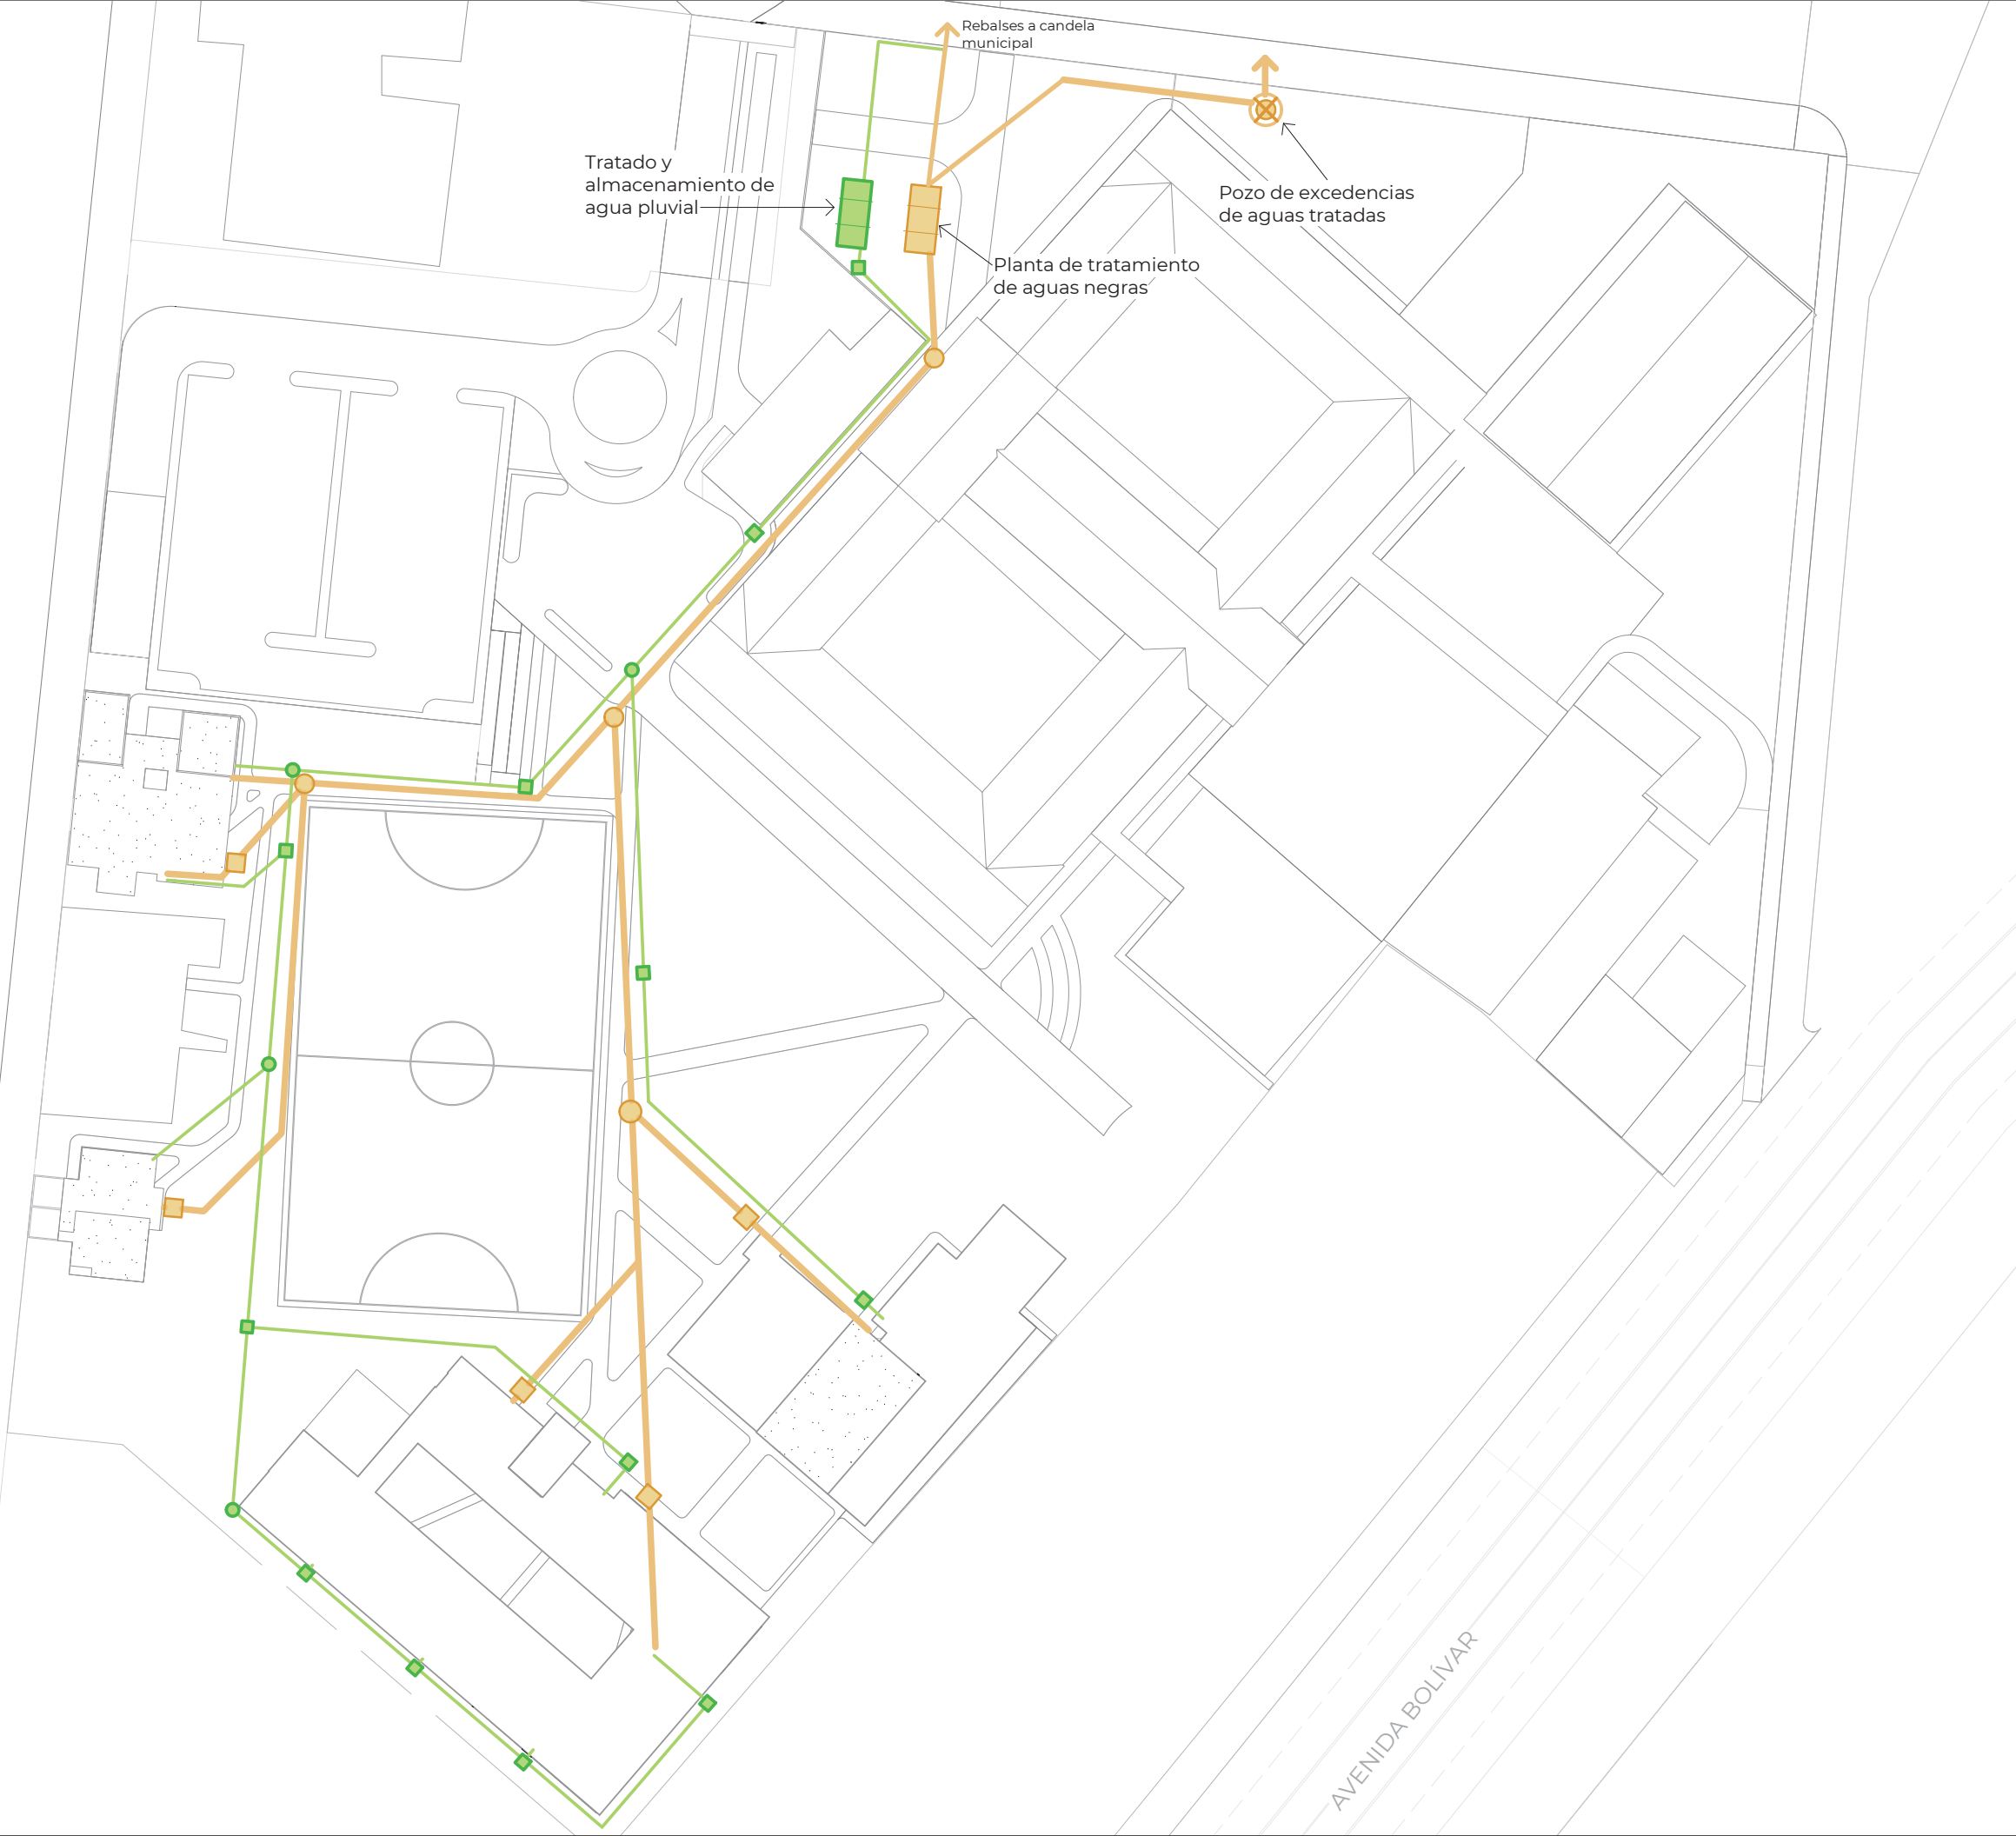 Rebalses a candela
municipal
Tratado y
almacenamiento de
agua pluvial
Pozo de excedencias
de aguas tratadas
Planta de tratamiento
de aguas negras
AVENIDA BOLÍVAR